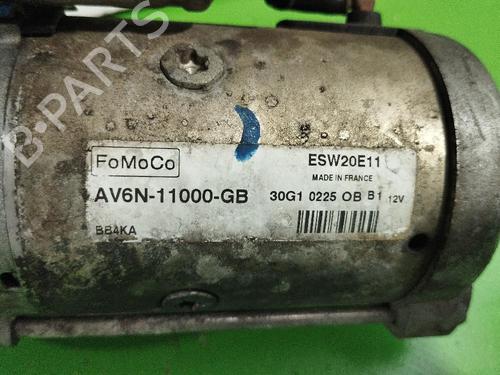 B-PARTS
FoMoCo ESW20E11
MADE IN FRANCE
AV6N-11000-GB 30G1 0225 OB B1 12V
BB4KA